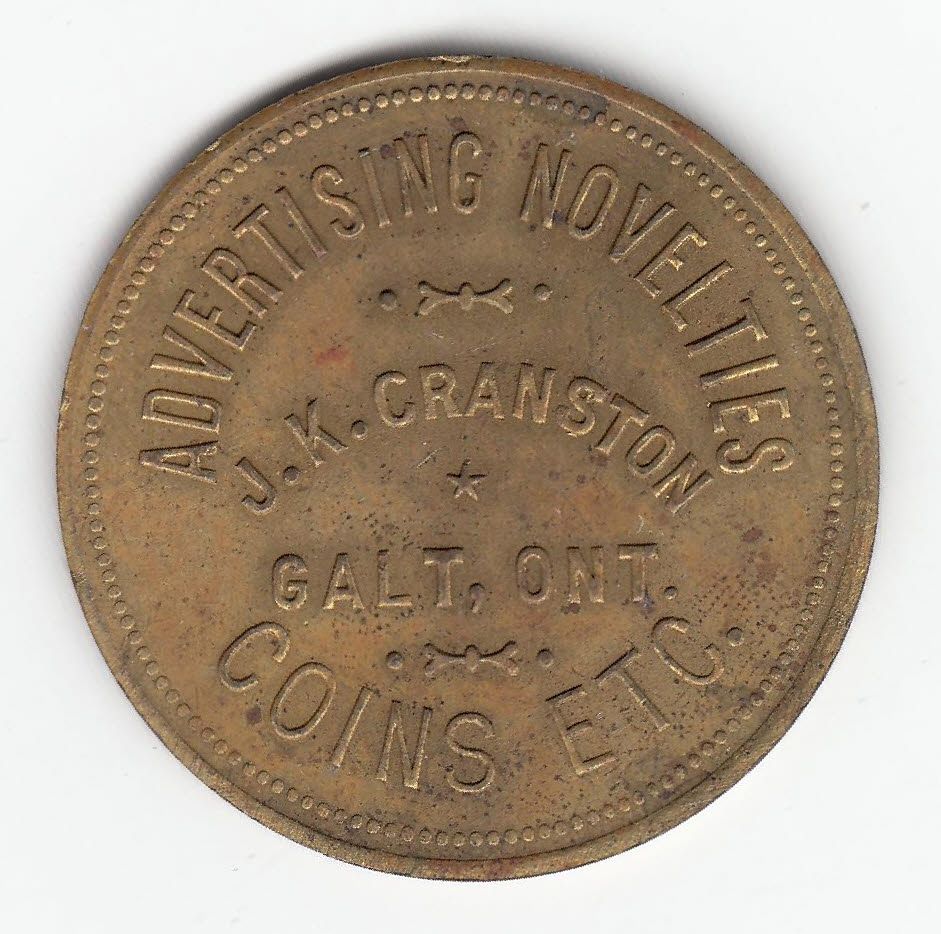 ADVERTISING NOVELTIES
J.K. CRANSTON
GALT, ONT.
COINS ETC.